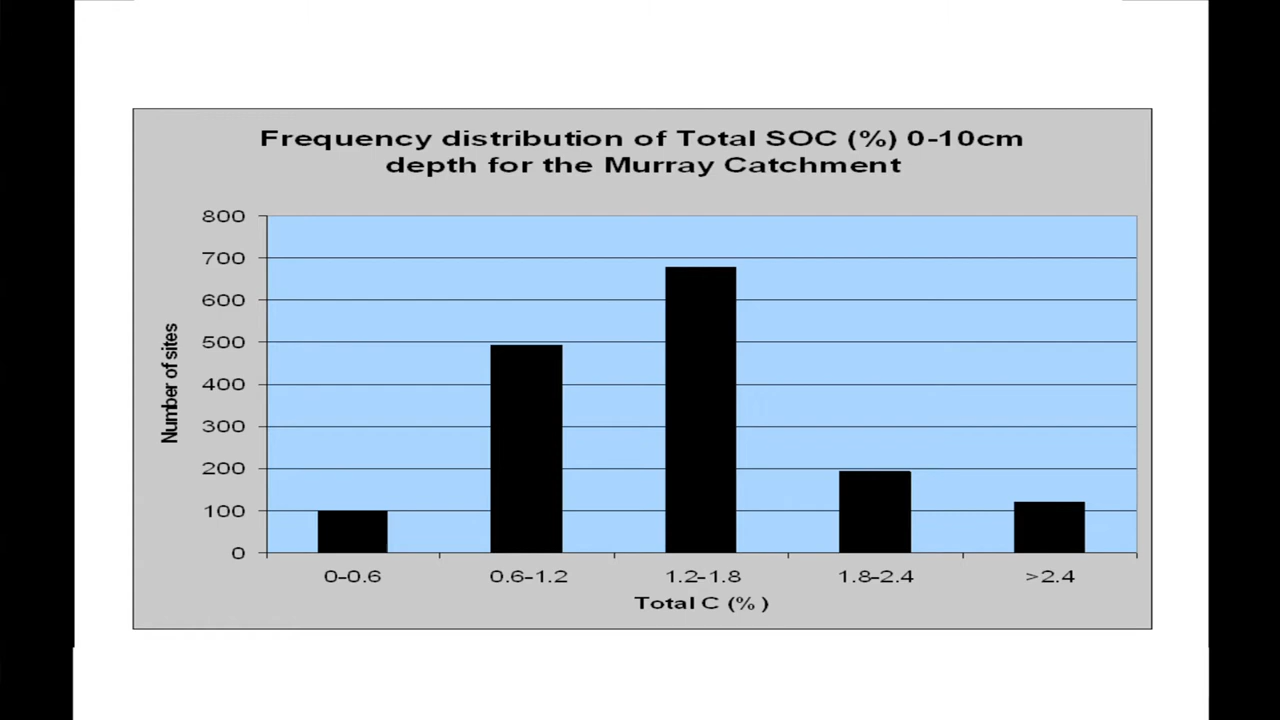 Frequency distribution of Total SOC (%) 0-10cm
depth for the Murray Catchment
800
700
600
500
400
300
200
100
0
Number of sites
0-0.6 0.6-1.2 1.2-1.8 1.8-2.4 >2.4
Total C (% )